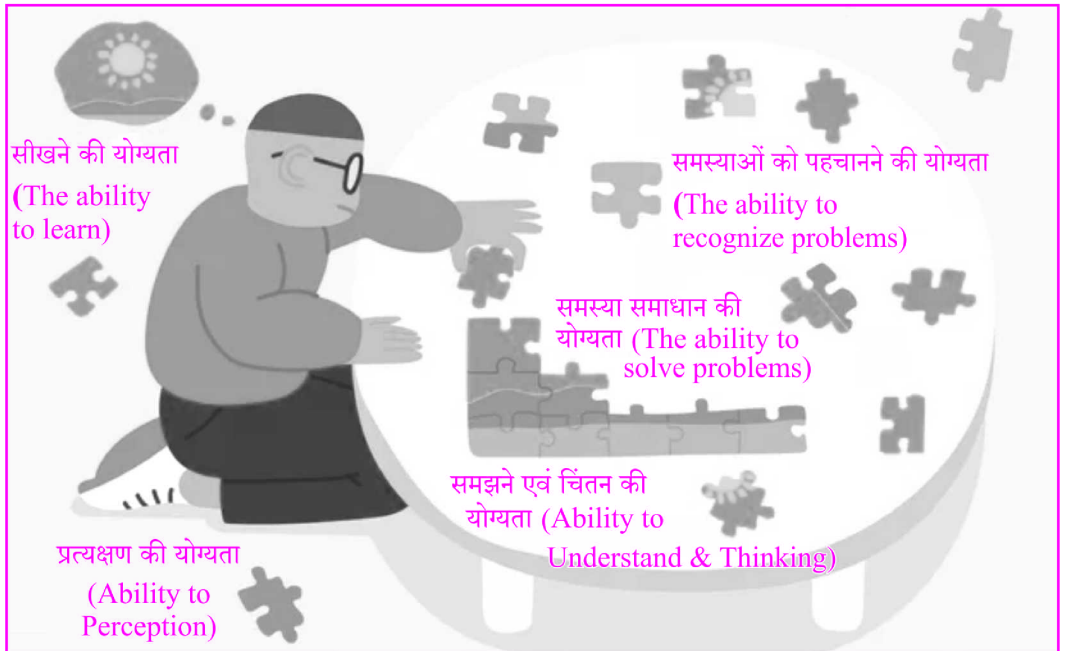 सीखने की योग्यता
(The ability
to learn)
समस्याओं को पहचानने की योग्यता
(The ability to
recognize problems)
समस्या समाधान की
योग्यता (The ability to
solve problems)
समझने एवं चिंतन की
योग्यता (Ability to
Understand & Thinking)
प्रत्यक्षण की योग्यता
(Ability to
Perception)